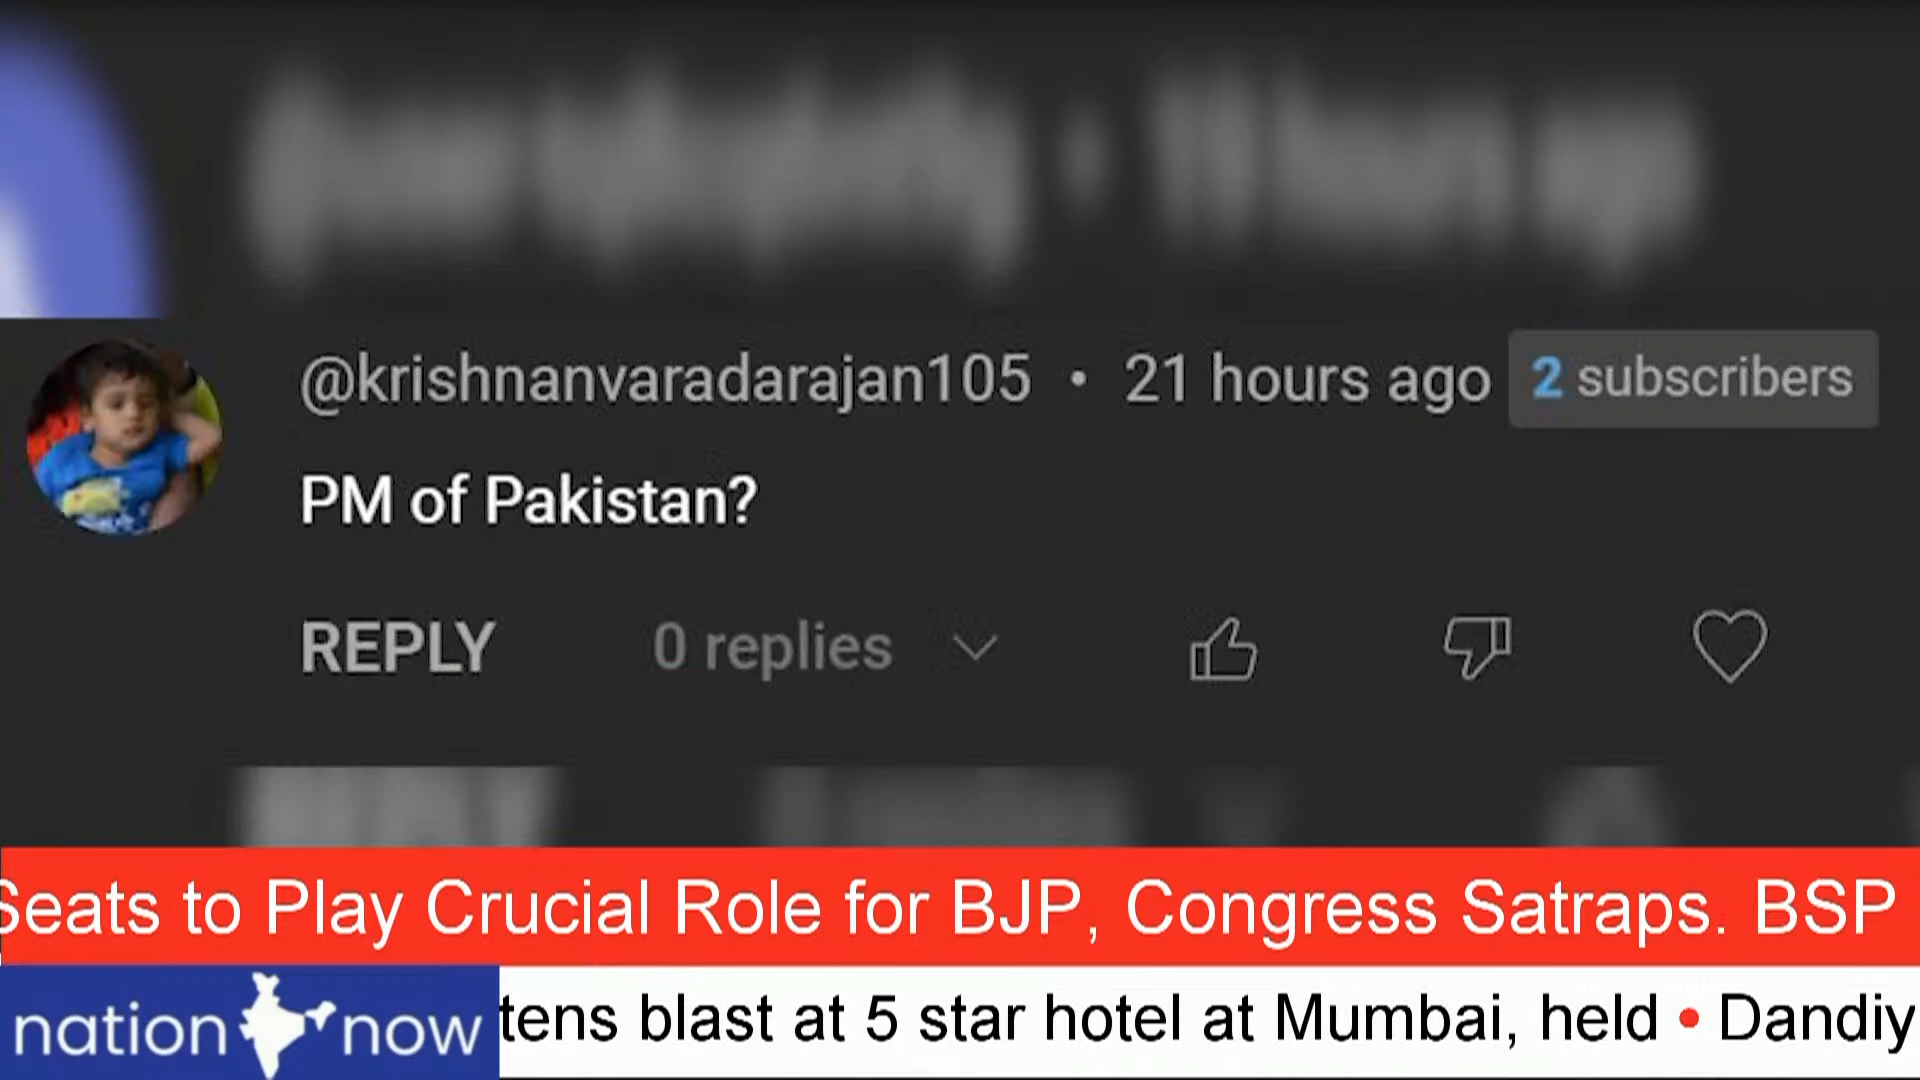 @krishnanvaradarajan105 • 21 hours ago 2 subscribers
PM of Pakistan?
REPLY 0 replies
Seats to Play Crucial Role for BJP, Congress Satraps. BSP
nation now tens blast at 5 star hotel at Mumbai, held • Dandiy